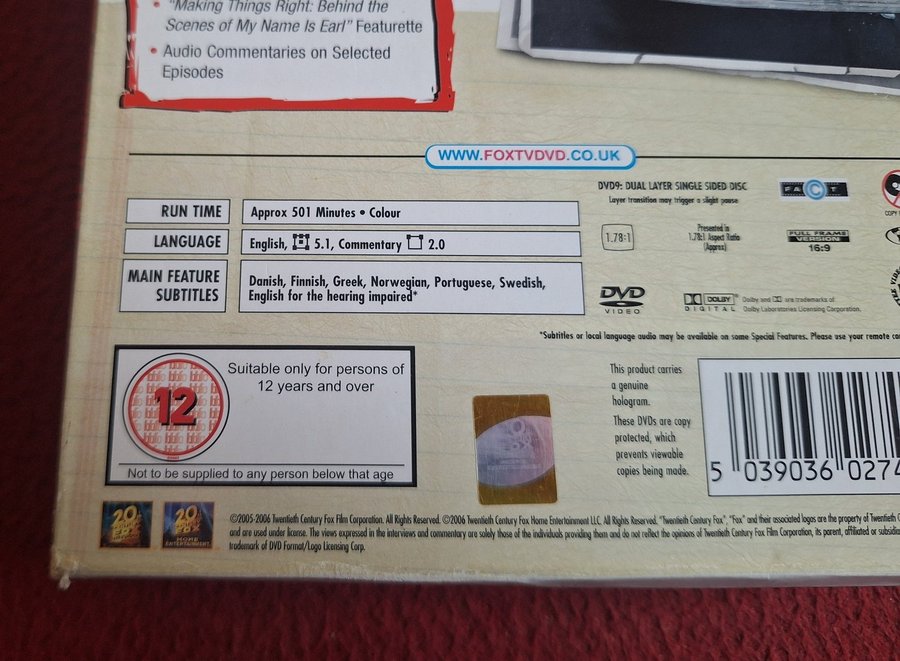 • "Making Things Right: Behind the
Scenes of My Name Is Earl" Featurette
• Audio Commentaries on Selected
Episodes
WWW.FOXTVDVD.CO.UK
RUN TIME
Approx 501 Minutes • Colour
LANGUAGE
English, 5.1, Commentary 2.0
MAIN FEATURE
SUBTITLES
Danish, Finnish, Greek, Norwegian, Portuguese, Swedish,
English for the hearing impaired*
DVD9: DUAL LAYER SINGLE SIDED DISC
Layer transition may trigger a slight pause
FACT
COPY
1.78:1
Presented in
1.78:1 Aspect Ratio
(Approx)
FULL FRAME
VERSION
16:9
DVD
VIDEO
DOLBY
DIGITAL
Dolby and are trademarks of
Dolby Laboratories Licensing Corporation.
*Subtitles or local language audio may be available on some Special Features. Please use your remote
12
Suitable only for persons of
12 years and over
Not to be supplied to any person below that age
This product carries
a genuine
hologram.
These DVDs are copy
protected, which
prevents viewable
copies being made.
5 039036 0274
20
20
HOME
ENTERTAINMENT
©2005-2006 Twentieth Century Fox Film Corporation. All Rights Reserved. ©2006 Twentieth Century Fox Home Entertainment LLC. All Rights Reserved. "Twentieth Century Fox", "Fox" and their associated logos are the property of Twentieth
and are used under license. The views expressed in the interviews and commentary are solely those of the individuals providing them and do not reflect the opinions of Twentieth Century Fox, its parent, affiliated or
trademark of DVD Format/Logo Licensing Corp.